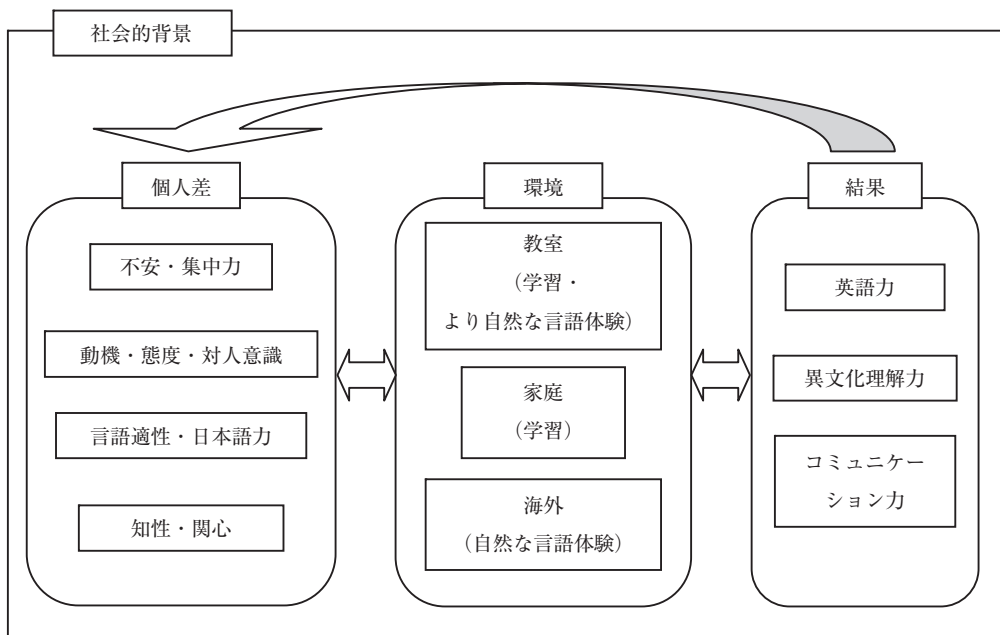 社会的背景
個人差
不安・集中力
動機・態度・対人意識
言語適性・日本語力
知性・関心
環境
教室
（学習・
より自然な言語体験）
家庭
（学習）
海外
（自然な言語体験）
結果
英語力
異文化理解力
コミュニケー
ション力